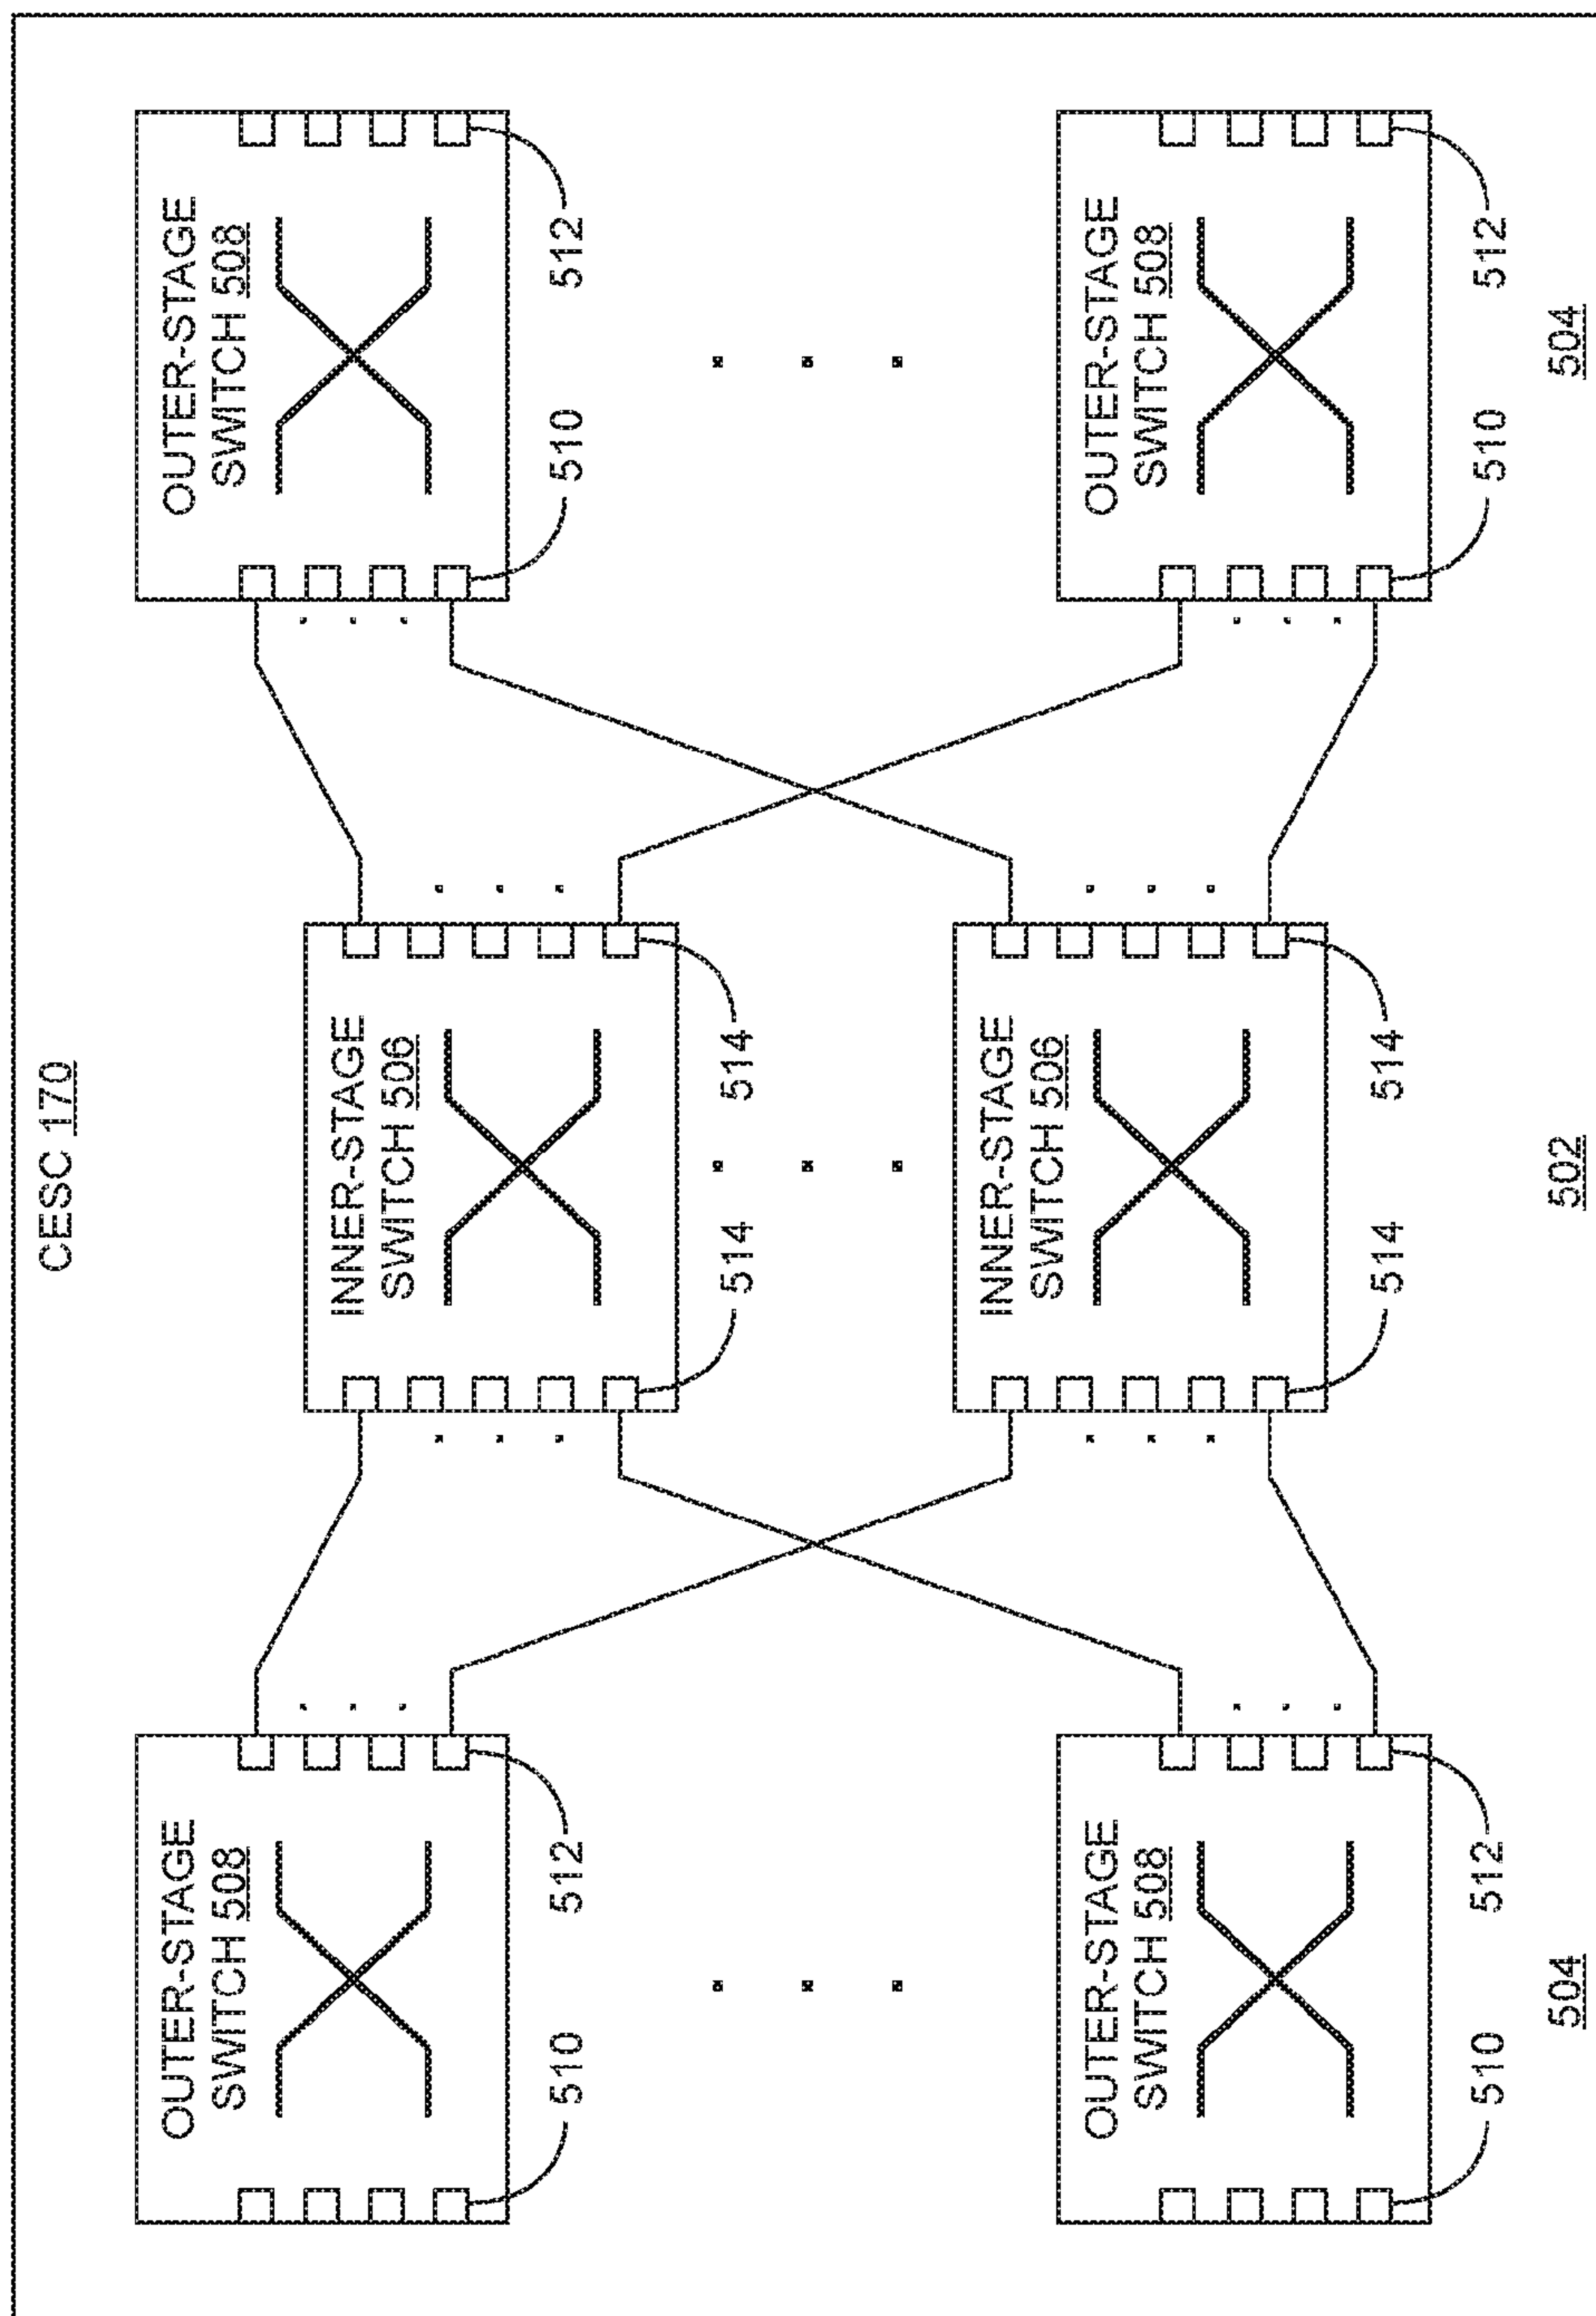 CESC 170
OUTER-STAGE
SWITCH 508
510
512
INNER-STAGE
SWITCH 506
514
514
OUTER-STAGE
SWITCH 508
510
512
OUTER-STAGE
SWITCH 508
510
512
INNER-STAGE
SWITCH 506
514
514
OUTER-STAGE
SWITCH 508
510
512
504
502
504